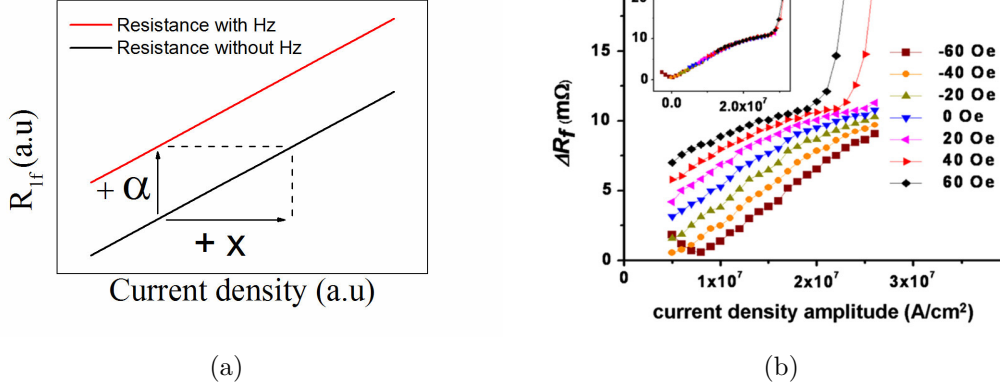 Resistance with Hz
Resistance without Hz
R1f (a.u)
+ α
+ x
Current density (a.u)
(a)
20
10
0
0.0
2.0x10⁷
15
10
5
0
ΔRf (mΩ)
0
1x10⁷
2x10⁷
3x10⁷
current density amplitude (A/cm²)
-60 Oe
-40 Oe
-20 Oe
0 Oe
20 Oe
40 Oe
60 Oe
(b)